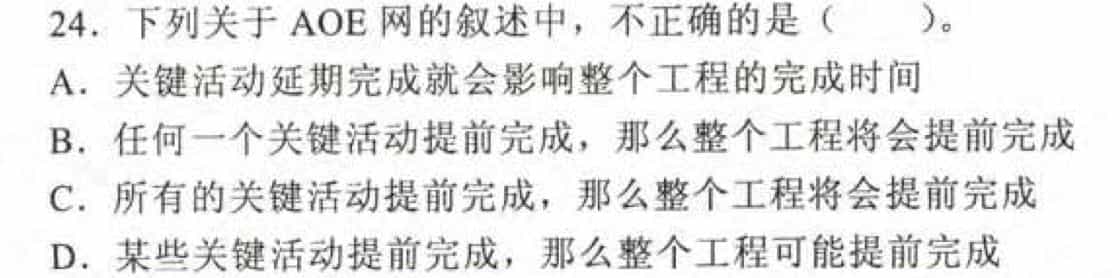 24. 下列关于 AOE 网的叙述中，不正确的是（  ）。
A. 关键活动延期完成就会影响整个工程的完成时间
B. 任何一个关键活动提前完成，那么整个工程将会提前完成
C. 所有的关键活动提前完成，那么整个工程将会提前完成
D. 某些关键活动提前完成，那么整个工程可能提前完成